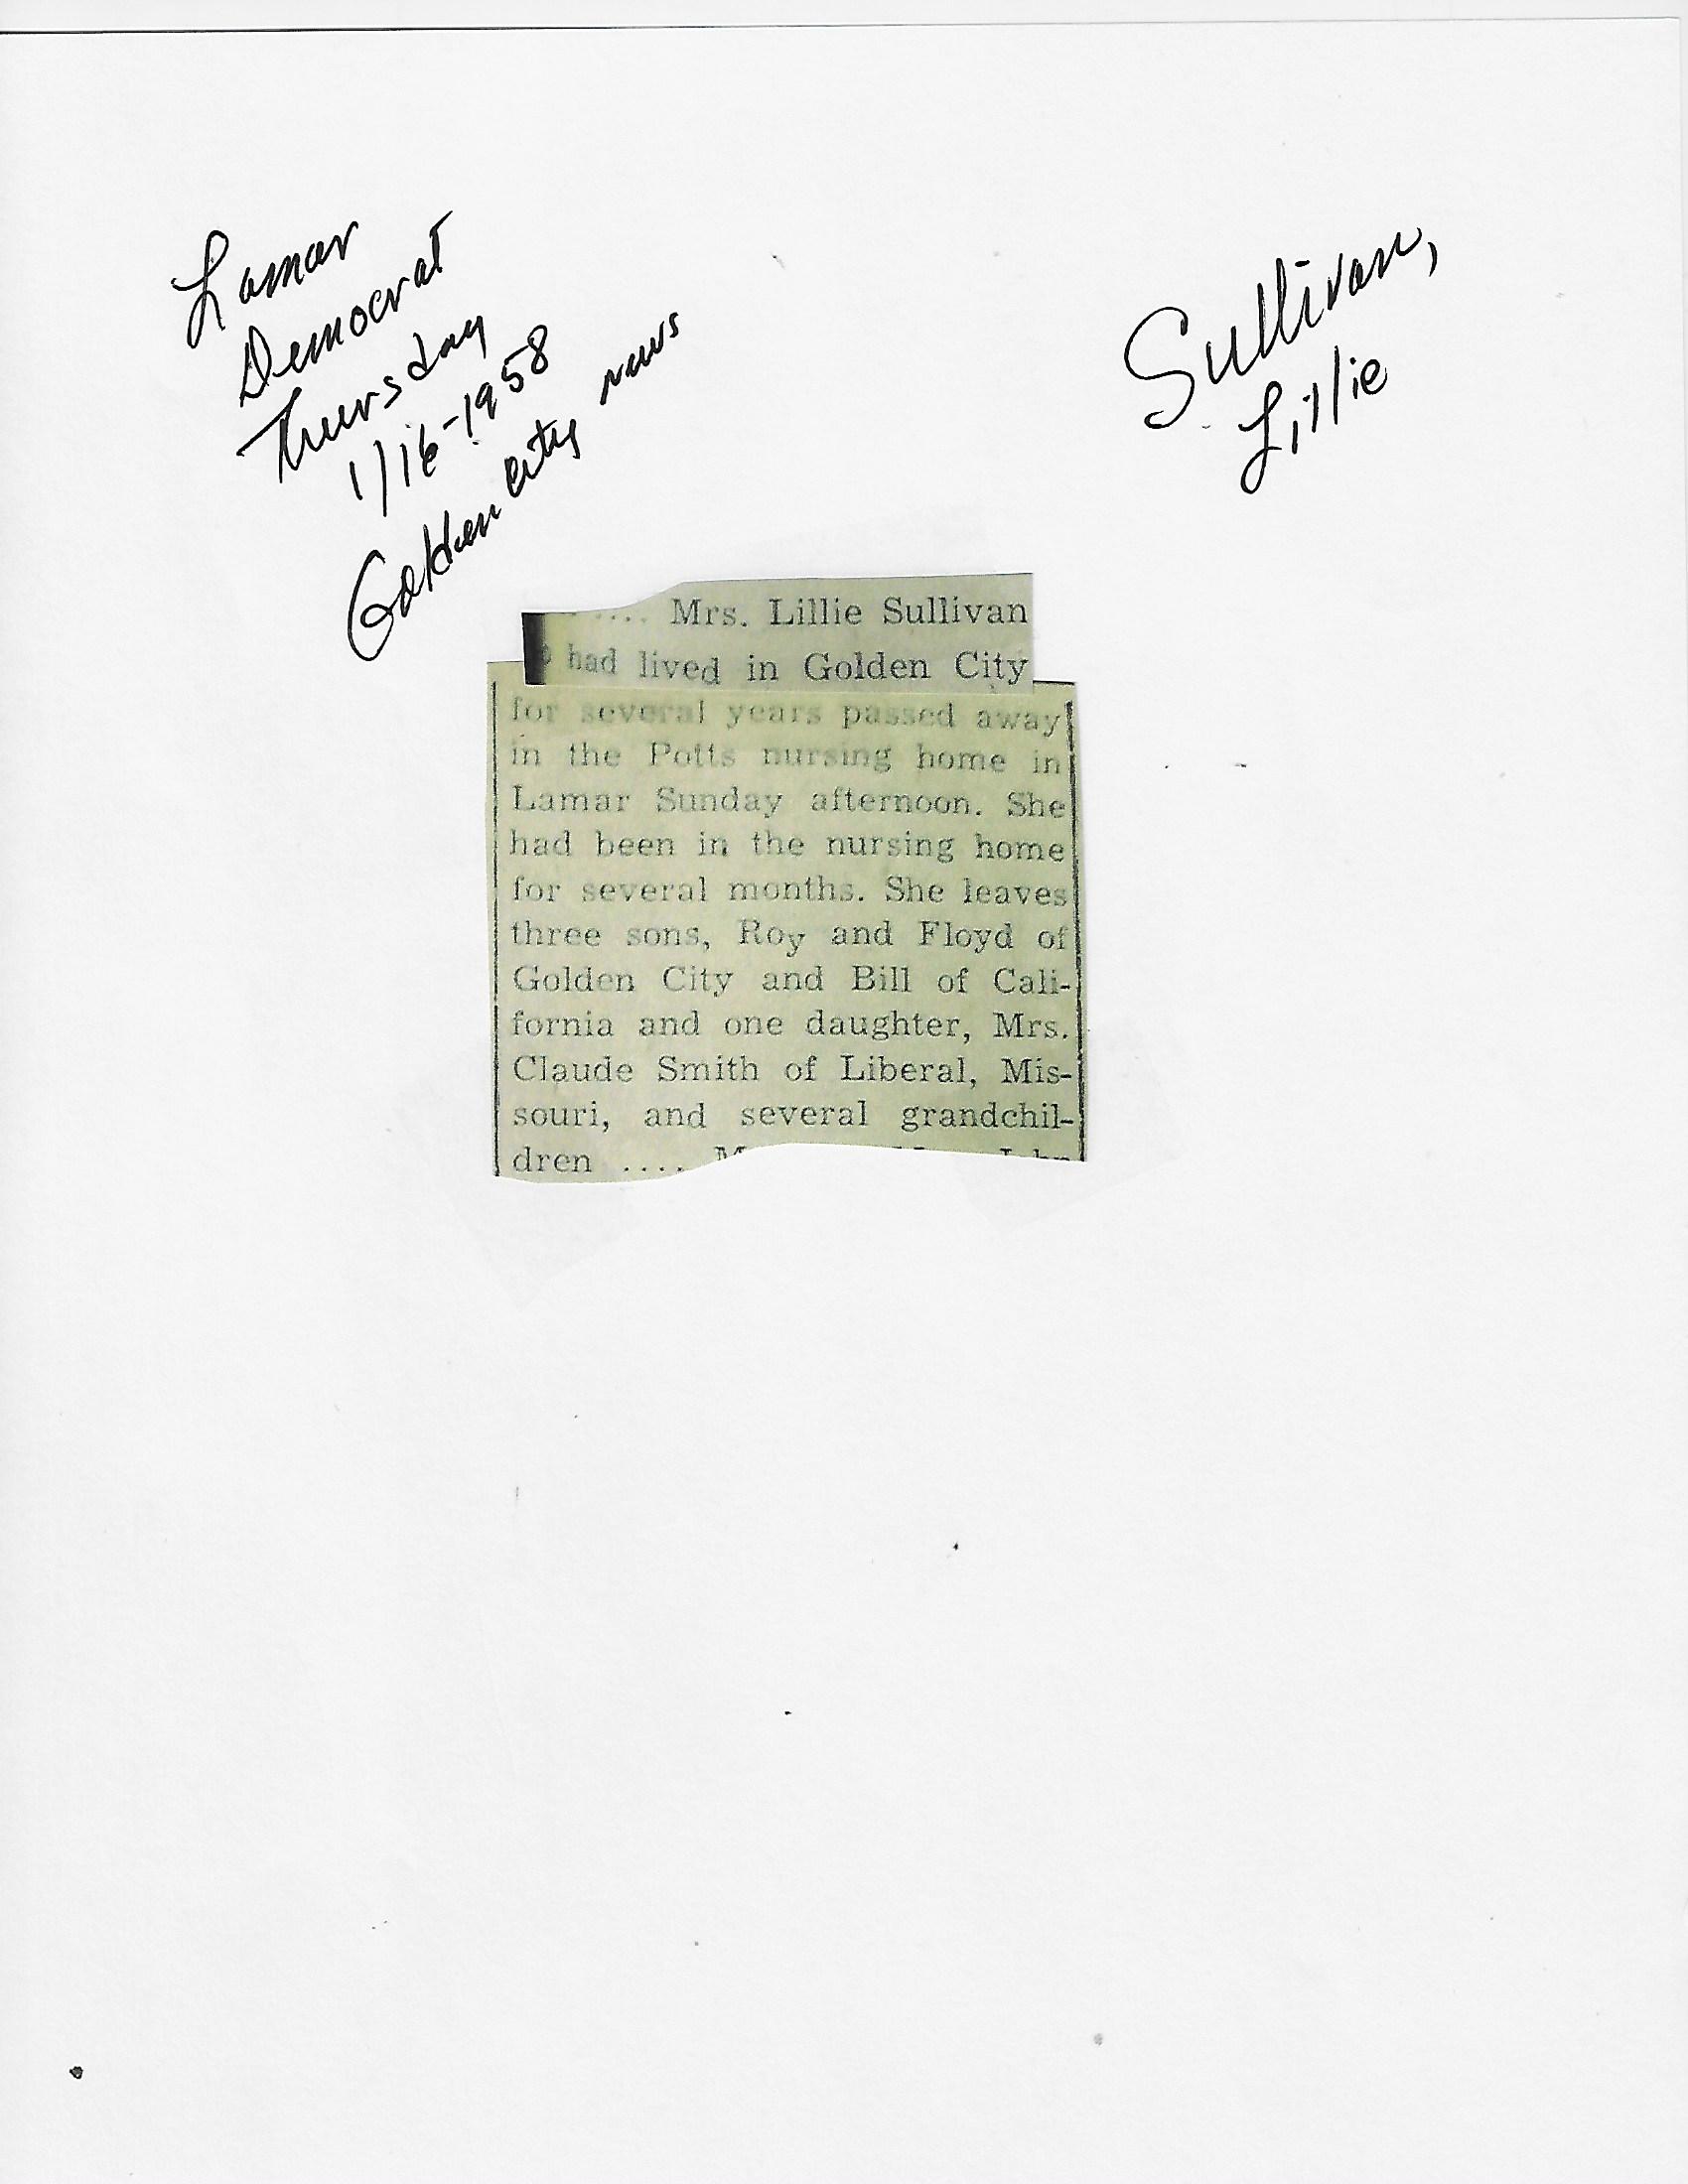 Lamar
Democrat
Thursday
1/16-1958
Golden City news
Sullivan,
Lillie
.... Mrs. Lillie Sullivan
had lived in Golden City
for several years passed away
in the Potts nursing home in
Lamar Sunday afternoon. She
had been in the nursing home
for several months. She leaves
three sons, Roy and Floyd of
Golden City and Bill of Cali-
fornia and one daughter, Mrs.
Claude Smith of Liberal, Mis-
souri, and several grandchil-
dren ....